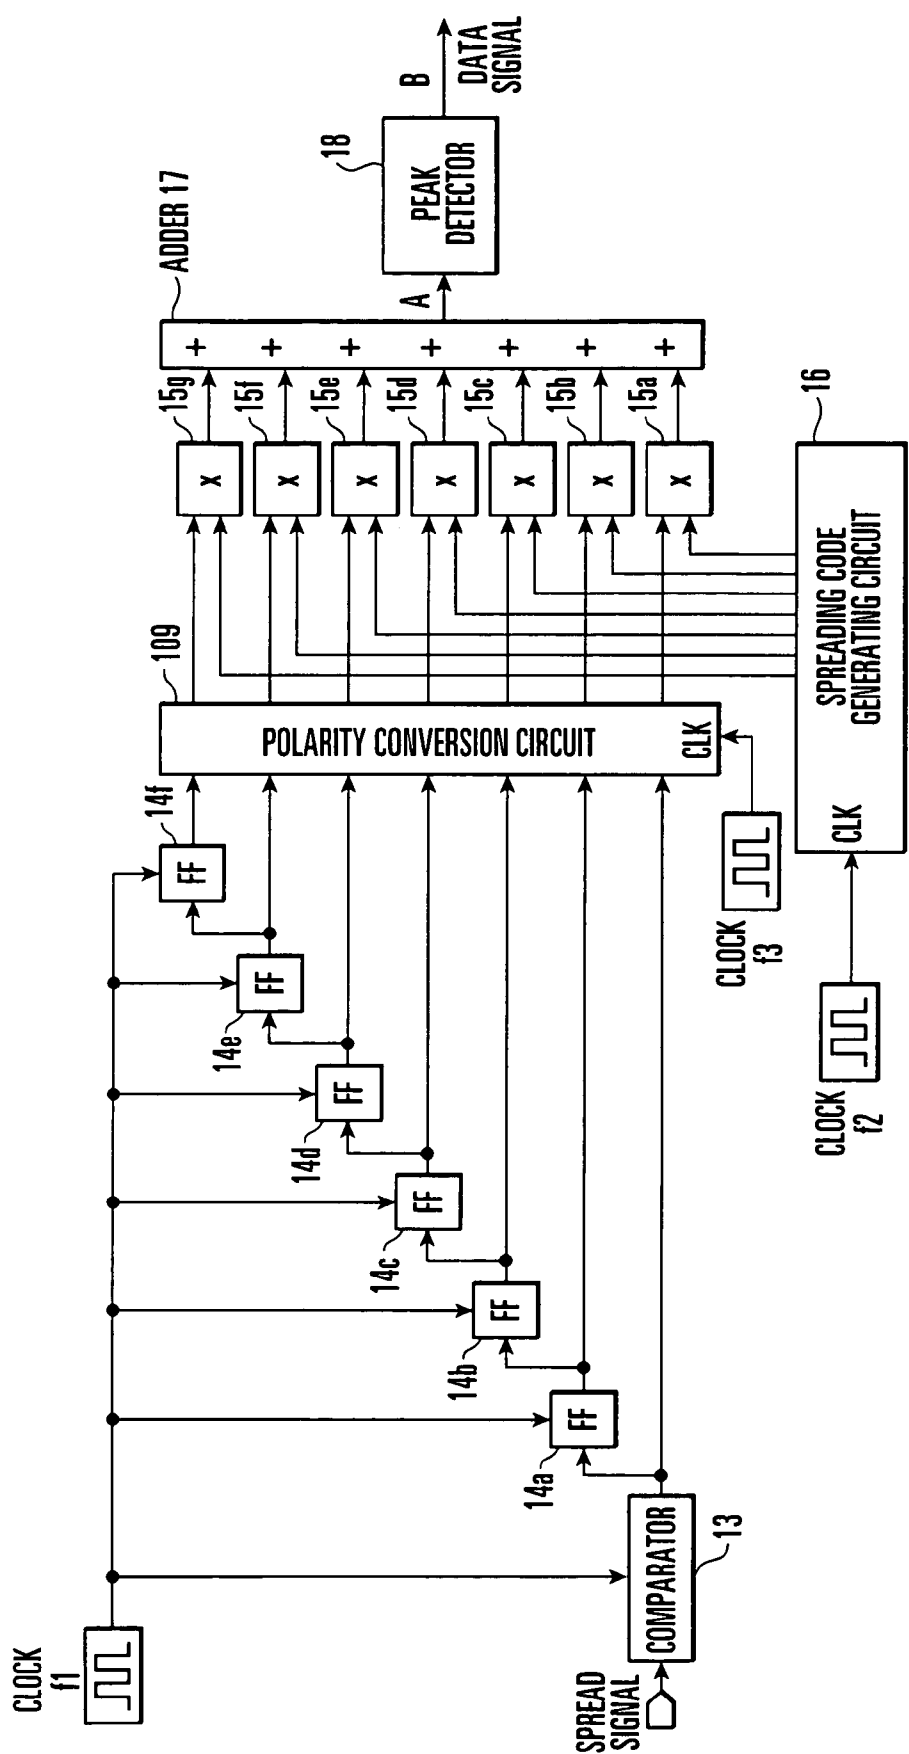 CLOCK
f1
SPREAD
SIGNAL
COMPARATOR
13
14a
FF
14b
FF
14c
FF
14d
FF
14e
FF
14f
FF
109
POLARITY CONVERSION CIRCUIT
CLK
CLOCK
f3
CLOCK
f2
CLK
SPREADING CODE
GENERATING CIRCUIT
16
15g
X
15f
X
15e
X
15d
X
15c
X
15b
X
15a
X
ADDER 17
+
+
+
+
+
+
+
A
18
PEAK
DETECTOR
B
DATA
SIGNAL